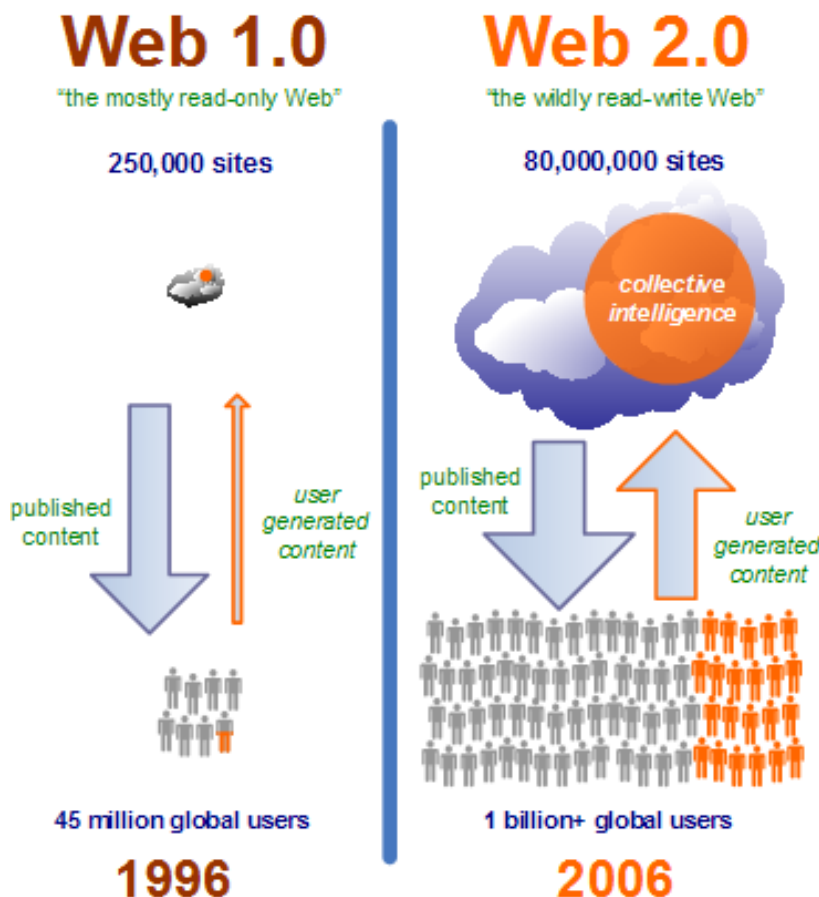 Web 1.0
"the mostly read-only Web"
250,000 sites
published
content
user
generated
content
45 million global users
1996
Web 2.0
"the wildly read-write Web"
80,000,000 sites
collective
intelligence
published
content
user
generated
content
1 billion+ global users
2006